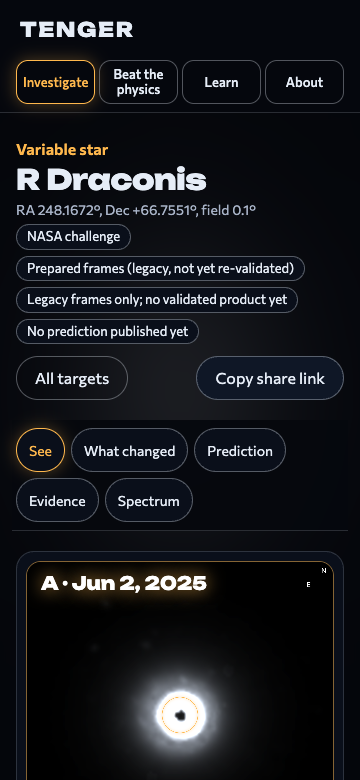 TENGER
Investigate
Beat the
physics
Learn
About
Variable star
R Draconis
RA 248.1672°, Dec +66.7551°, field 0.1°
NASA challenge
Prepared frames (legacy, not yet re-validated)
Legacy frames only; no validated product yet
No prediction published yet
All targets
Copy share link
See
What changed
Prediction
Evidence
Spectrum
A · Jun 2, 2025
N
E